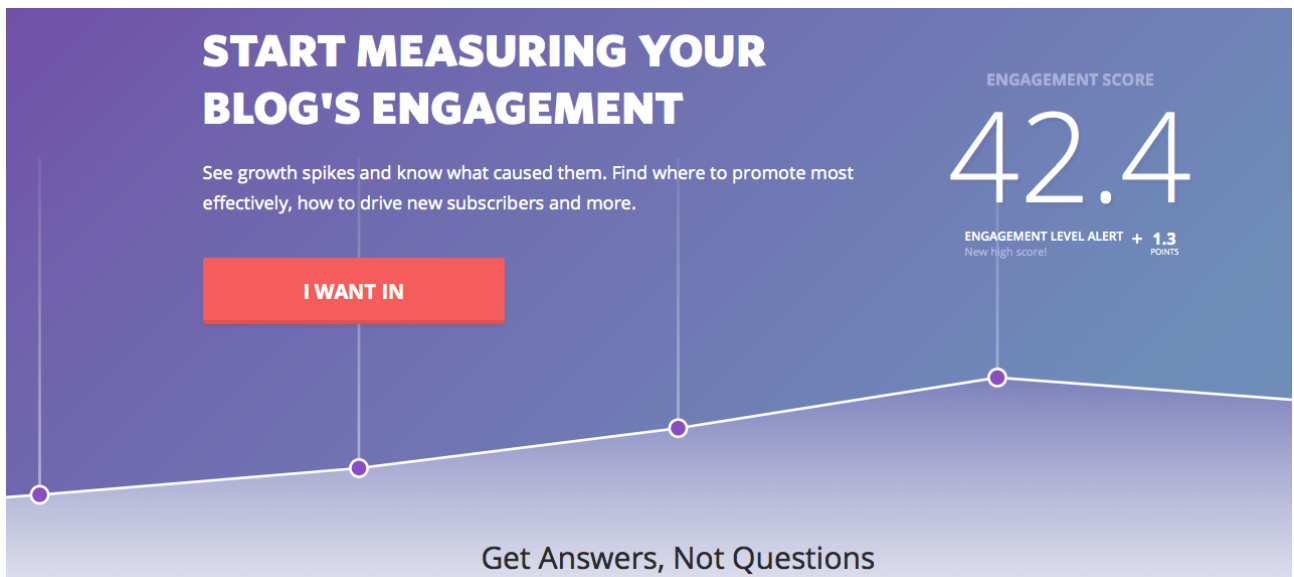 START MEASURING YOUR
BLOG'S ENGAGEMENT
See growth spikes and know what caused them. Find where to promote most
effectively, how to drive new subscribers and more.
I WANT IN
ENGAGEMENT SCORE
42.4
ENGAGEMENT LEVEL ALERT + 1.3
New high score! POINTS
Get Answers, Not Questions